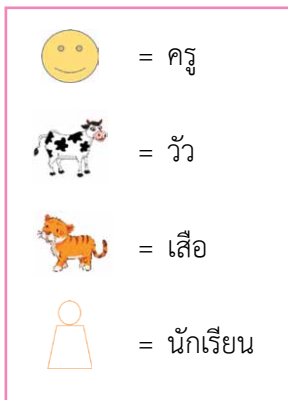 = ครู
= วัว
= เสือ
= นักเรียน